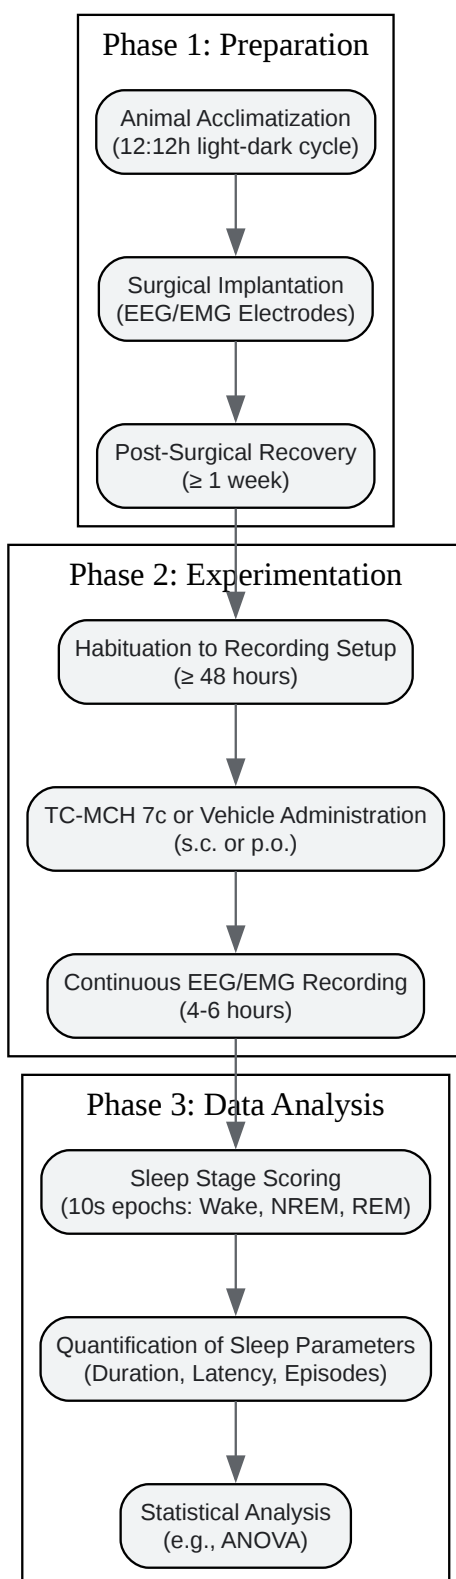 Phase 1: Preparation
Animal Acclimatization
(12:12h light-dark cycle)
Surgical Implantation
(EEG/EMG Electrodes)
Post-Surgical Recovery
(≥ 1 week)
Phase 2: Experimentation
Habituation to Recording Setup
(≥ 48 hours)
TC-MCH 7c or Vehicle Administration
(s.c. or p.o.)
Continuous EEG/EMG Recording
(4-6 hours)
Phase 3: Data Analysis
Sleep Stage Scoring
(10s epochs: Wake, NREM, REM)
Quantification of Sleep Parameters
(Duration, Latency, Episodes)
Statistical Analysis
(e.g., ANOVA)